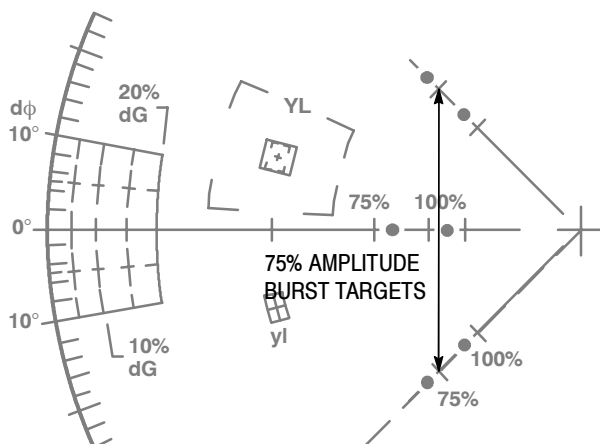 20%
dG
YL
dϕ
10°
75%
100%
0°
75% AMPLITUDE
BURST TARGETS
10°
yl
10%
dG
100%
75%